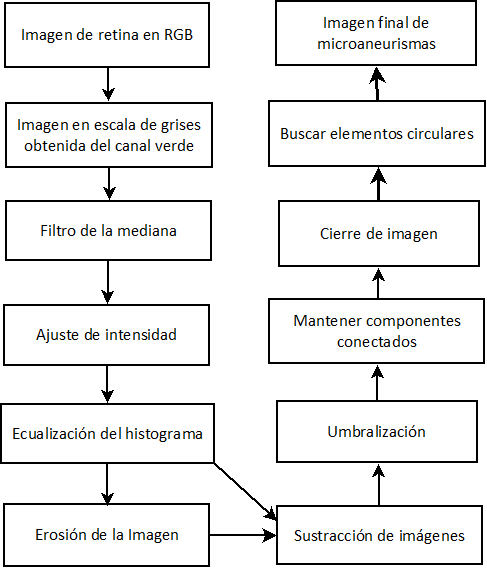 Imagen de retina en RGB
Imagen en escala de grises
obtenida del canal verde
Filtro de la mediana
Ajuste de intensidad
Ecualización del histograma
Erosión de la Imagen
Sustracción de imágenes
Umbralización
Mantener componentes
conectados
Cierre de imagen
Buscar elementos circulares
Imagen final de
microaneurismas